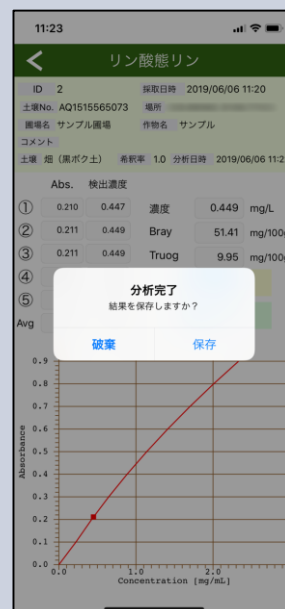 11:23
リン酸態リン
ID 2 採取日時 2019/06/06 11:20
土壌No. AQ1515565073 場所
圃場名 サンプル圃場 作物名 サンプル
コメント
土壌 畑（黒ボク土） 希釈率 1.0 分析日時 2019/06/06 11:2
Abs. 検出濃度
① 0.210 0.447 濃度 0.449 mg/L
② 0.211 0.449 Bray 51.41 mg/100g
③ 0.211 0.449 Truog 9.95 mg/100g
④
⑤
Avg
分析完了
結果を保存しますか？
破棄 保存
0.9
0.8
0.7
0.6
0.5
0.4
0.3
0.2
0.1
0.0
Absorbance
0.0 1.0 2.0
Concentration [mg/mL]